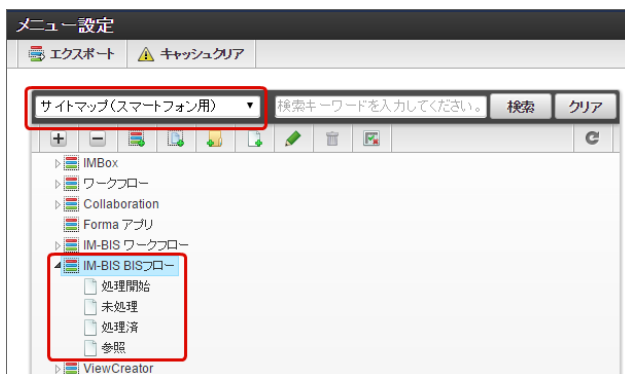 メニュー設定
エクスポート キャッシュクリア
サイトマップ(スマートフォン用) 検索キーワードを入力してください。 検索 クリア
IMBox
ワークフロー
Collaboration
Forma アプリ
IM-BIS ワークフロー
IM-BIS BISフロー
処理開始
未処理
処理済
参照
ViewCreator